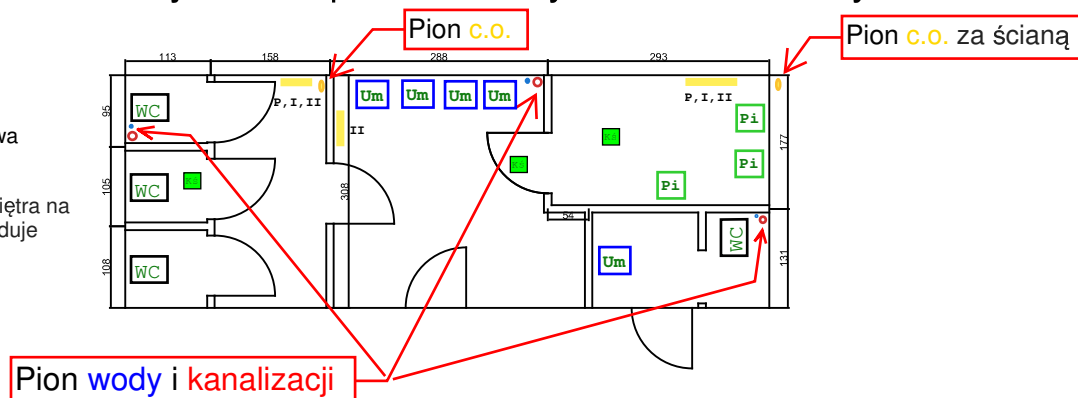 Pion c.o.
Pion c.o. za ścianą
113
158
288
293
Um
Um
Um
Um
WC
P,I,II
P,I,II
95
II
Pi
wa
177
Pi
WC
105
308
Pi
iętra na
duje
54
WC
Um
WC
108
131
Pion wody i kanalizacji